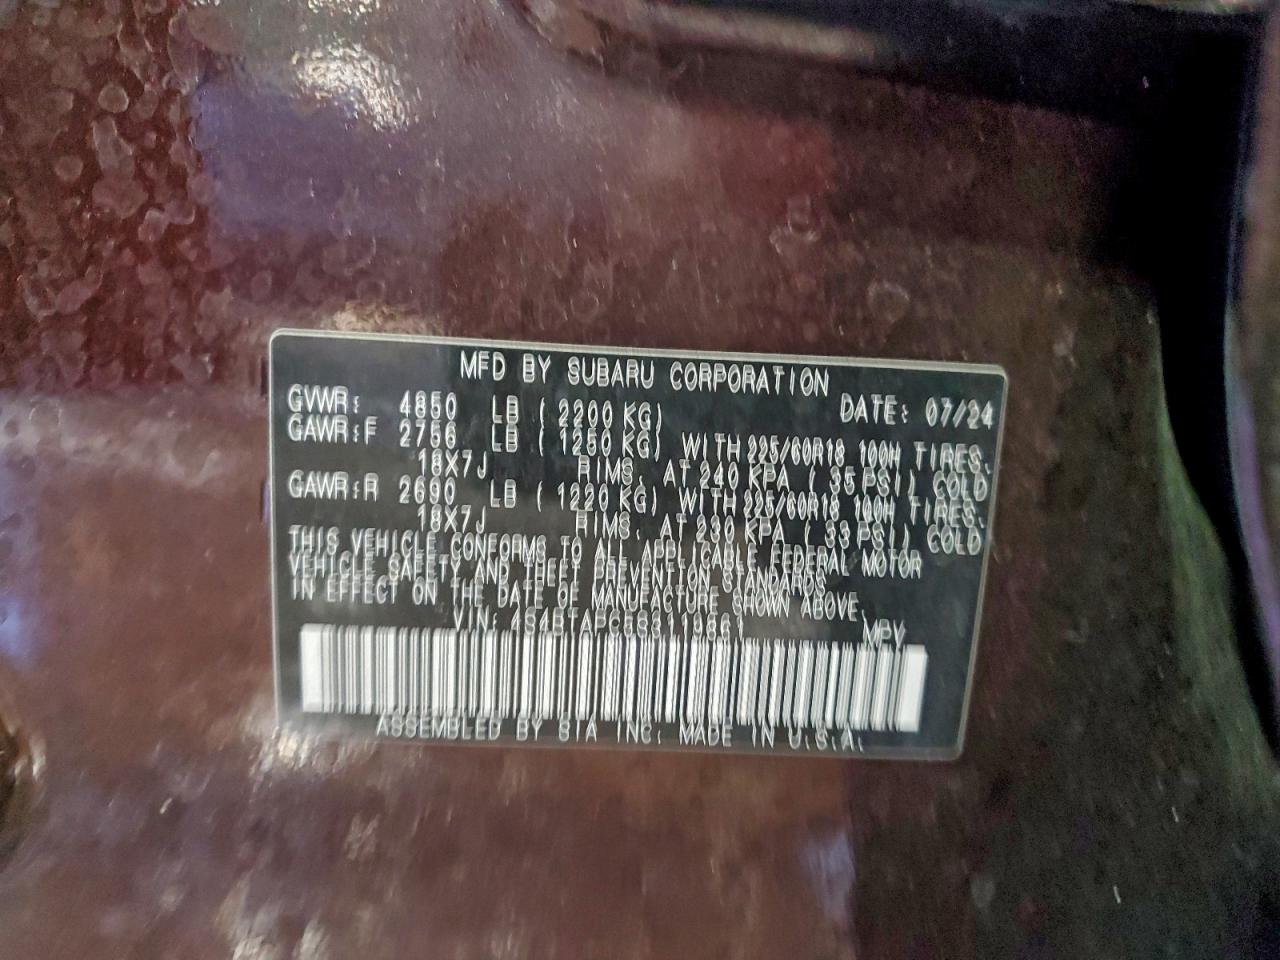 MFD BY SUBARU CORPORATION
GVWR: 4850 LB ( 2200 KG) DATE: 07/24
GAWR:F 2756 LB ( 1250 KG) WITH 225/60R18 100H TIRES,
18X7J RIMS, AT 240 KPA ( 35 PSI) COLD
GAWR:R 2690 LB ( 1220 KG) WITH 225/60R18 100H TIRES,
18X7J RIMS, AT 230 KPA ( 33 PSI) COLD
THIS VEHICLE CONFORMS TO ALL APPLICABLE FEDERAL MOTOR
VEHICLE SAFETY AND THEFT PREVENTION STANDARDS
IN EFFECT ON THE DATE OF MANUFACTURE SHOWN ABOVE.
VIN: 4S4BTAPC5S3119861 MPV
ASSEMBLED BY SIA INC. MADE IN U.S.A.